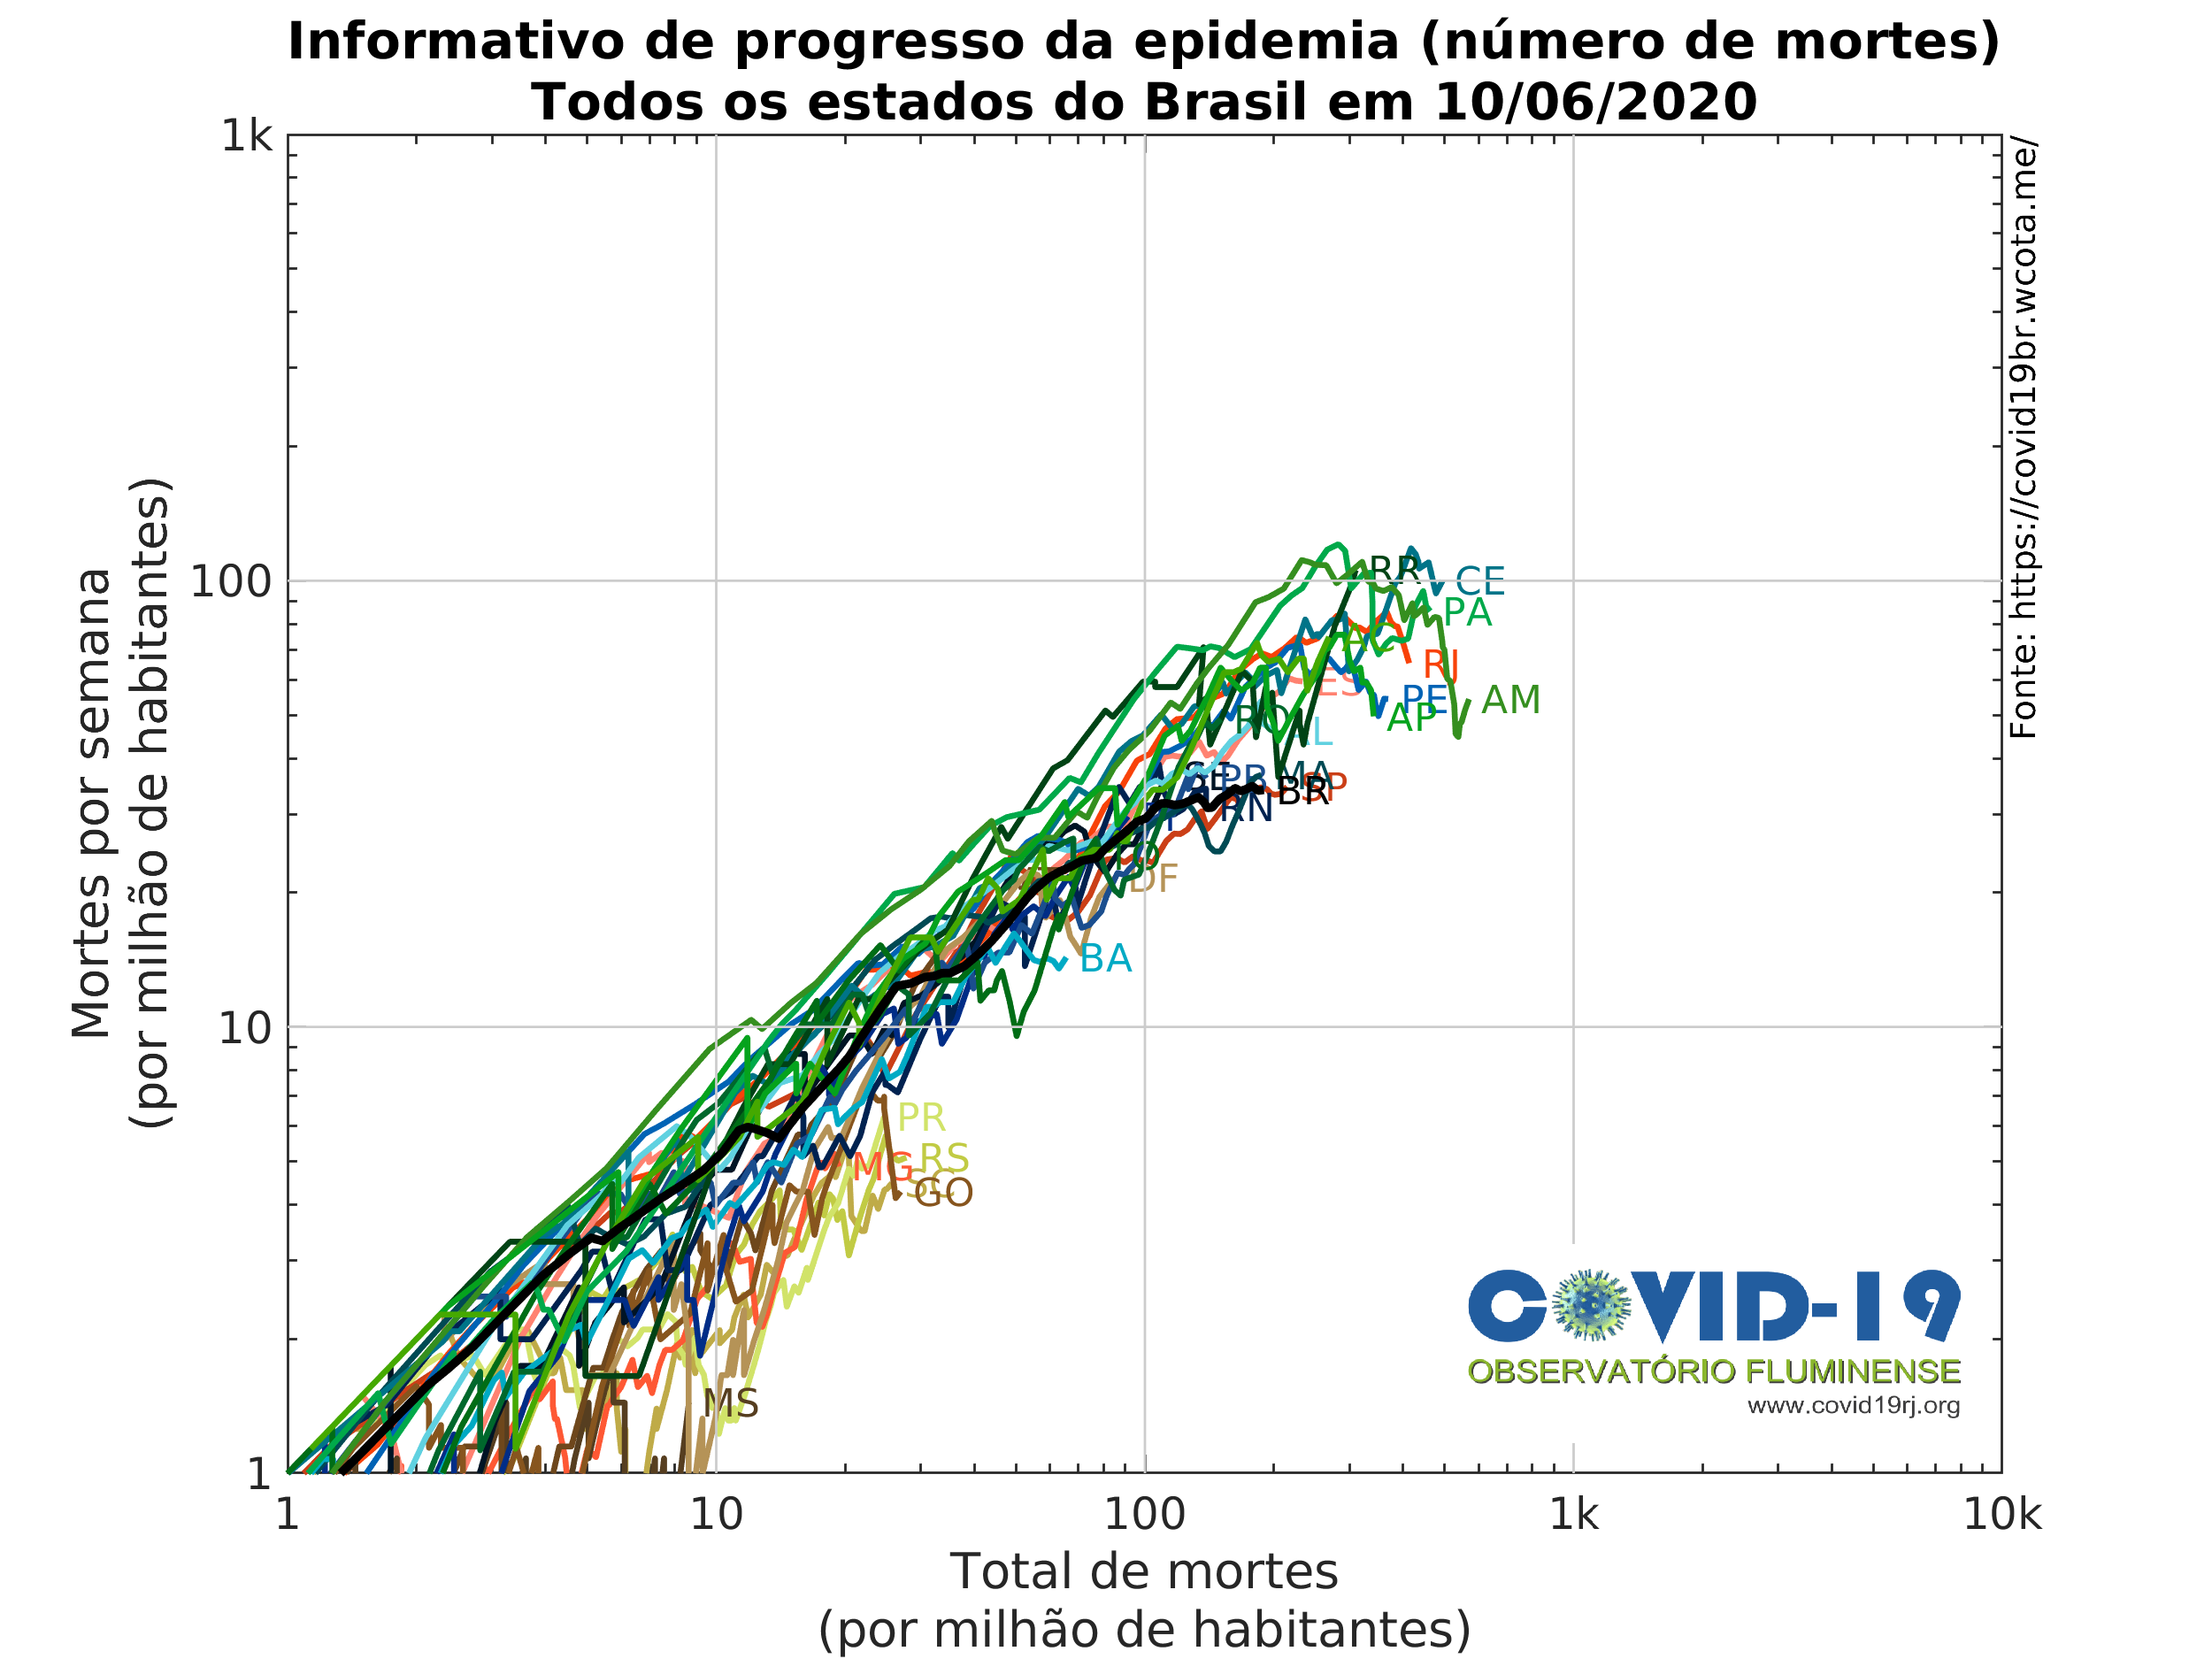 Informativo de progresso da epidemia (número de mortes)
Todos os estados do Brasil em 10/06/2020
1k
100
10
1
Mortes por semana
(por milhão de habitantes)
Fonte: https://covid19br.wcota.me/
RR
CE
PA
AC
RJ
ES
PE
AM
AP
RO
AL
SE
PB
MA
BR
SP
RN
DF
BA
PR
RS
MG
SC
GO
MS
COVID-19
OBSERVATÓRIO FLUMINENSE
www.covid19rj.org
1
10
100
1k
10k
Total de mortes
(por milhão de habitantes)